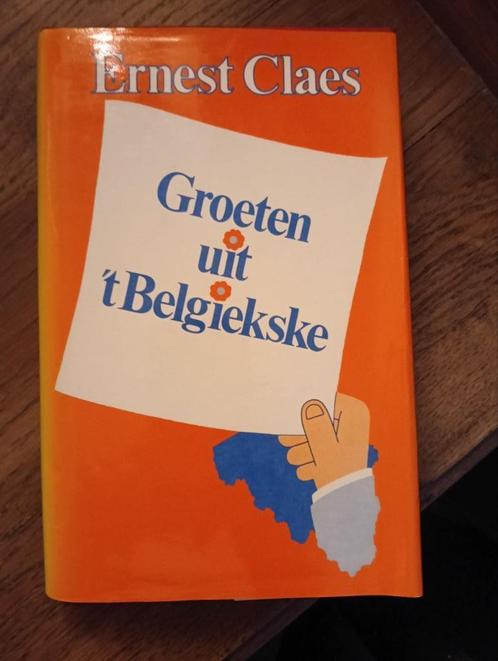 Ernest Claes
Groeten
uit
't Belgiekske